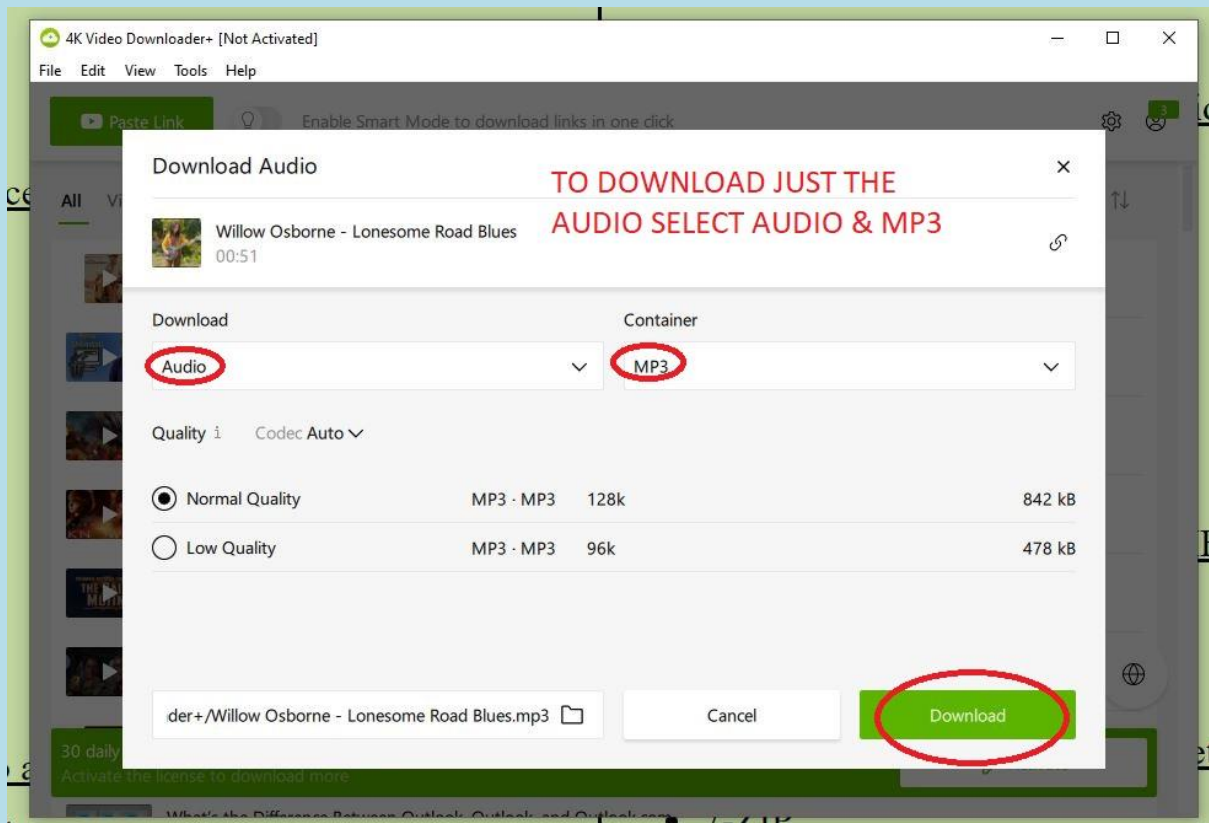 4K Video Downloader+ [Not Activated]
File Edit View Tools Help
Paste Link Enable Smart Mode to download links in one click 3
Download Audio
TO DOWNLOAD JUST THE
AUDIO SELECT AUDIO & MP3
All
Willow Osborne - Lonesome Road Blues
00:51
Download Container
Audio MP3
Quality i Codec Auto
Normal Quality MP3 · MP3 128k 842 kB
Low Quality MP3 · MP3 96k 478 kB
der+/Willow Osborne - Lonesome Road Blues.mp3 Cancel Download
30 daily
Activate the license to download more
What's the Difference Between Outlook, Outlook, and Outlook.com